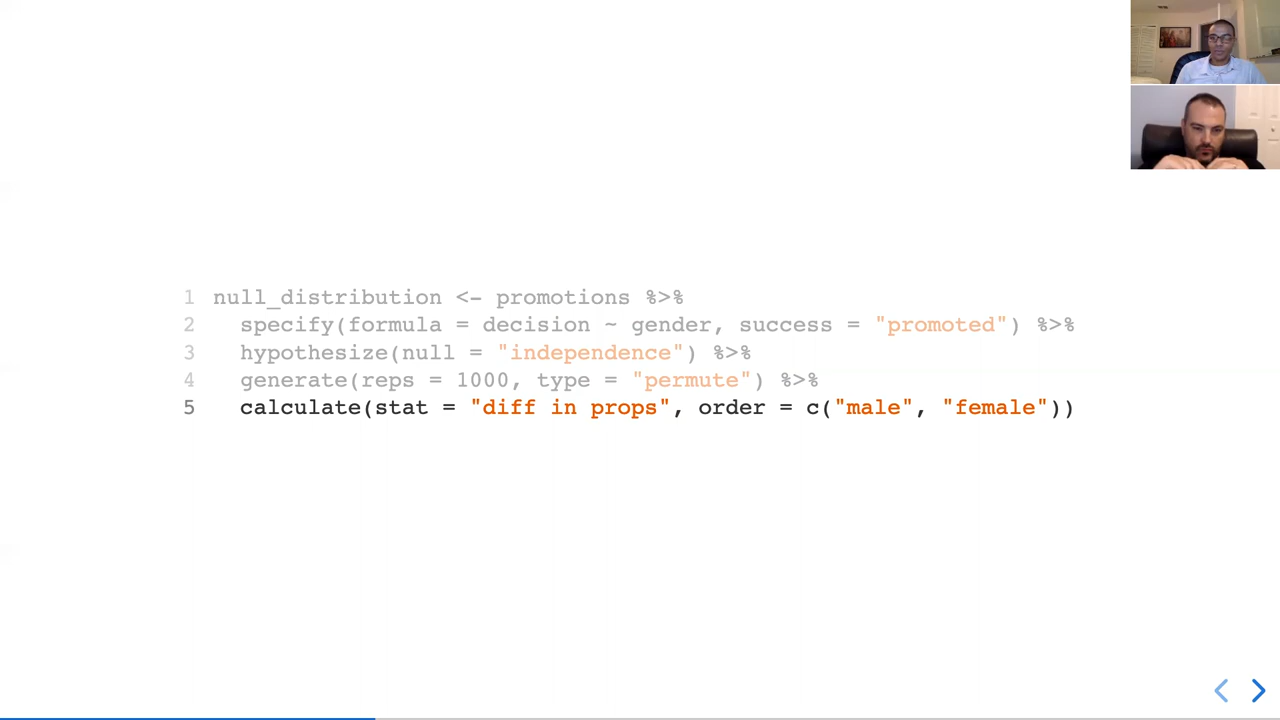 1 null_distribution <- promotions %>%
2 specify(formula = decision ~ gender, success = "promoted") %>%
3 hypothesize(null = "independence") %>%
4 generate(reps = 1000, type = "permute") %>%
5 calculate(stat = "diff in props", order = c("male", "female"))